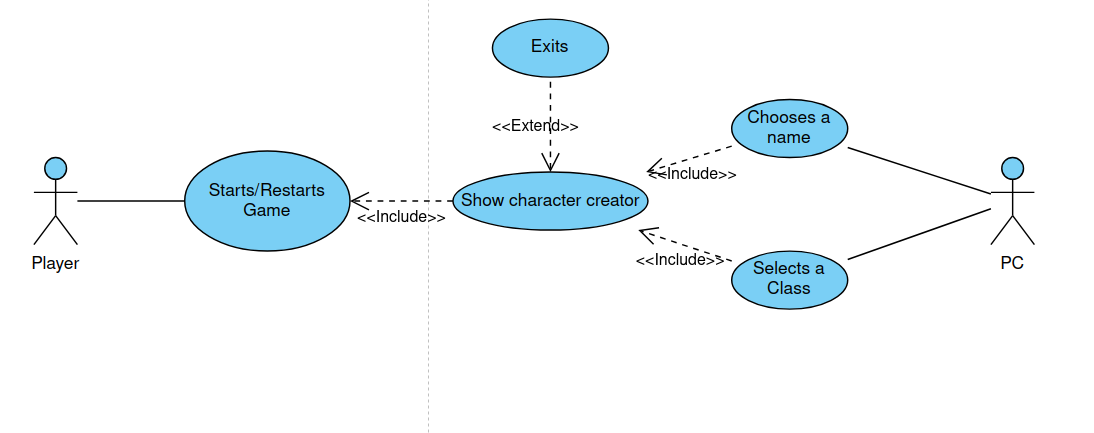 Exits
<<Extend>>
Chooses a
name
<<Include>>
Starts/Restarts
Game
Show character creator
<<Include>>
Player
<<Include>>
Selects a
Class
PC